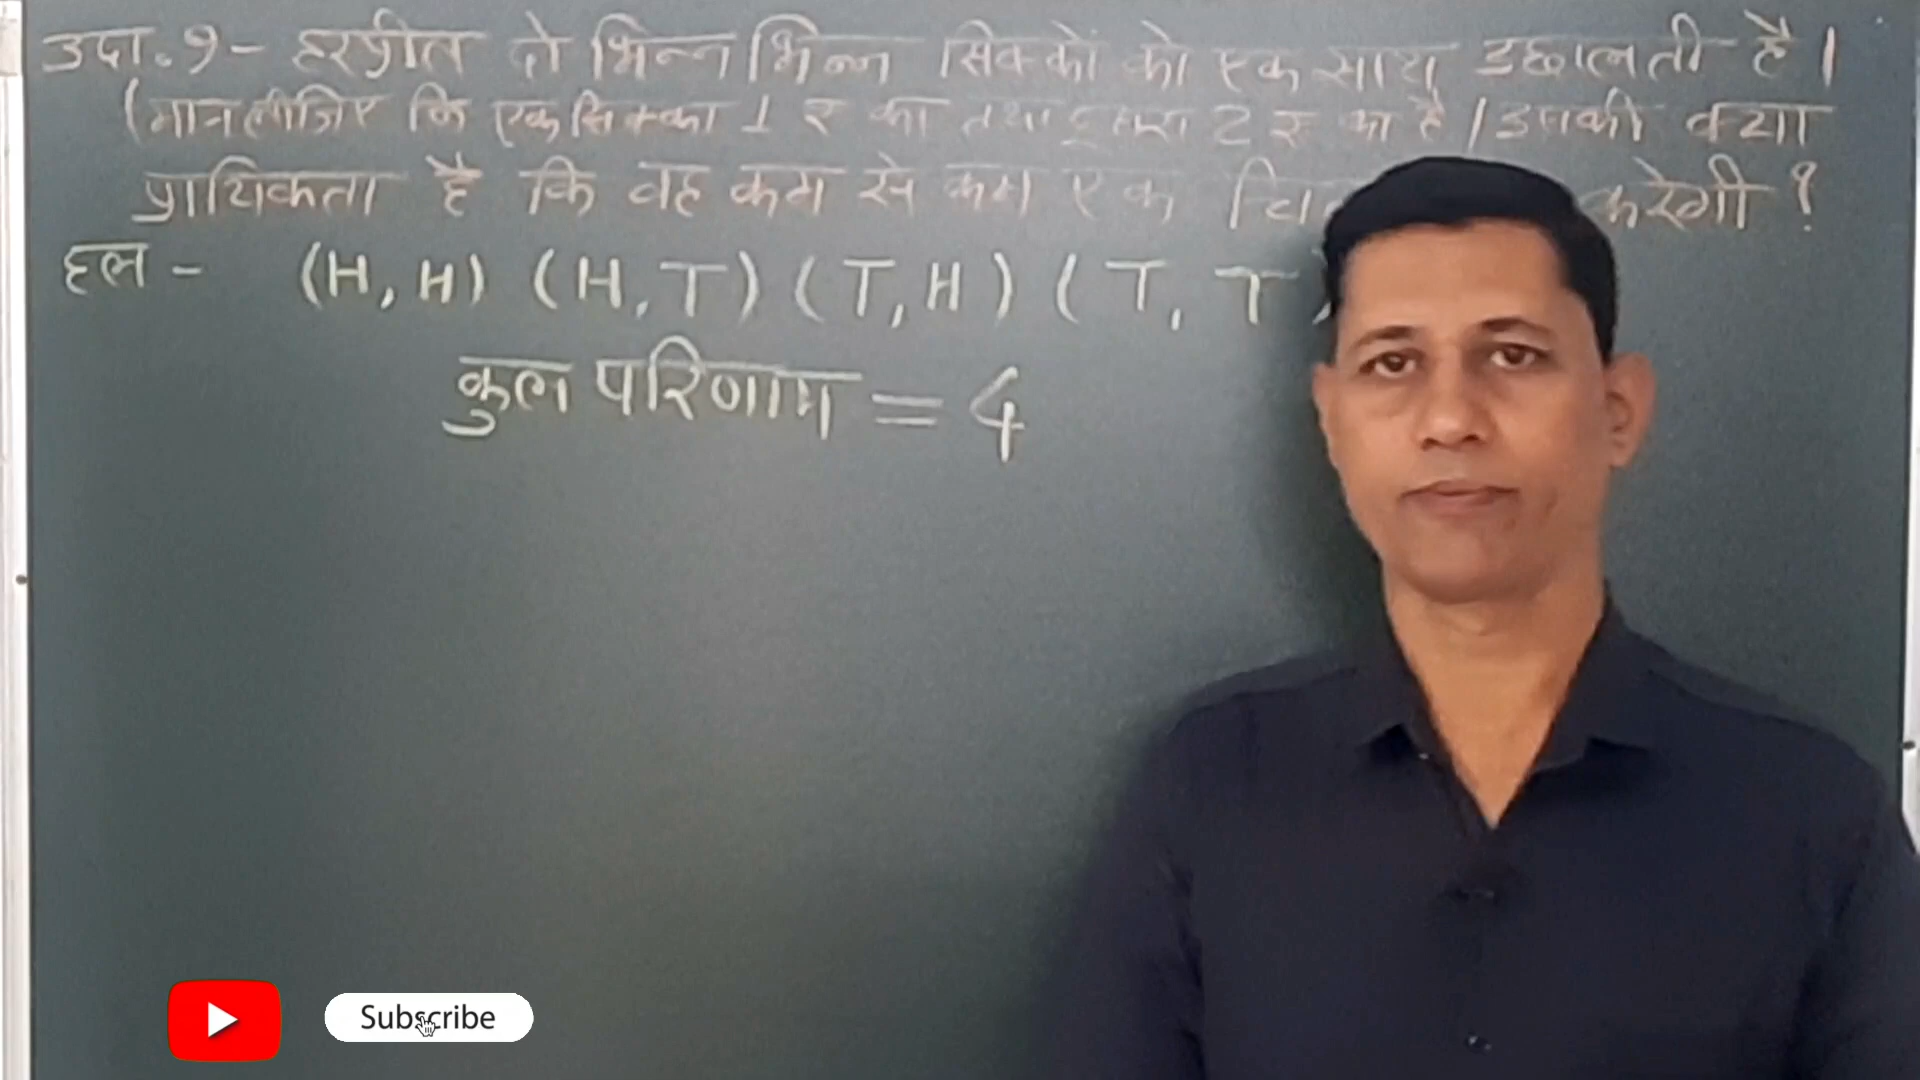 उदा. 9 - हरप्रीत दो भिन्न भिन्न सिक्कों को एक साथ उछालती है।
(मान लीजिए कि एक सिक्का 1 रु का तथा दूसरा 2 रु का है। उसकी क्या
प्रायिकता है कि वह कम से कम एक करेगी ?
हल - (H, H) (H, T) (T, H) (T, T
कुल परिणाम = 4
Subscribe